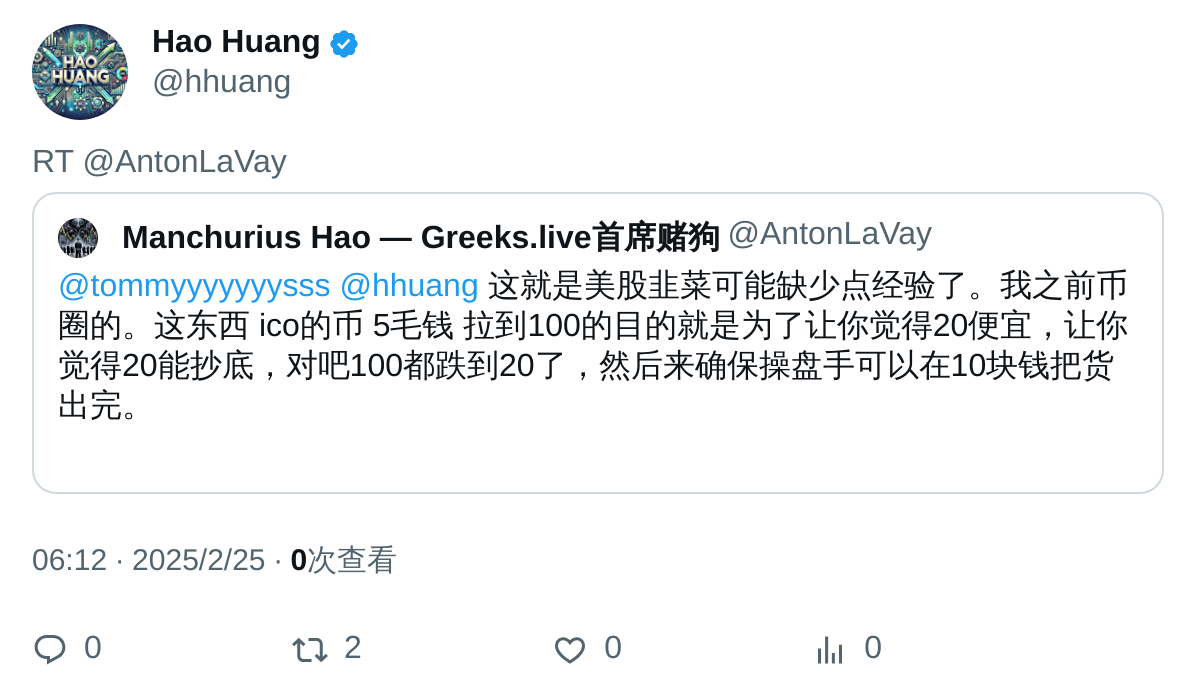 HAO
HUANG
Hao Huang
@hhuang
RT @AntonLaVay
Manchurius Hao — Greeks.live首席赌狗 @AntonLaVay
@tommyyyyyyysss @hhuang 这就是美股韭菜可能缺少点经验了。我之前币
圈的。这东西 ico的币 5毛钱 拉到100的目的就是为了让你觉得20便宜，让你
觉得20能抄底，对吧100都跌到20了，然后来确保操盘手可以在10块钱把货
出完。
06:12 · 2025/2/25 · 0次查看
0 2 0 0